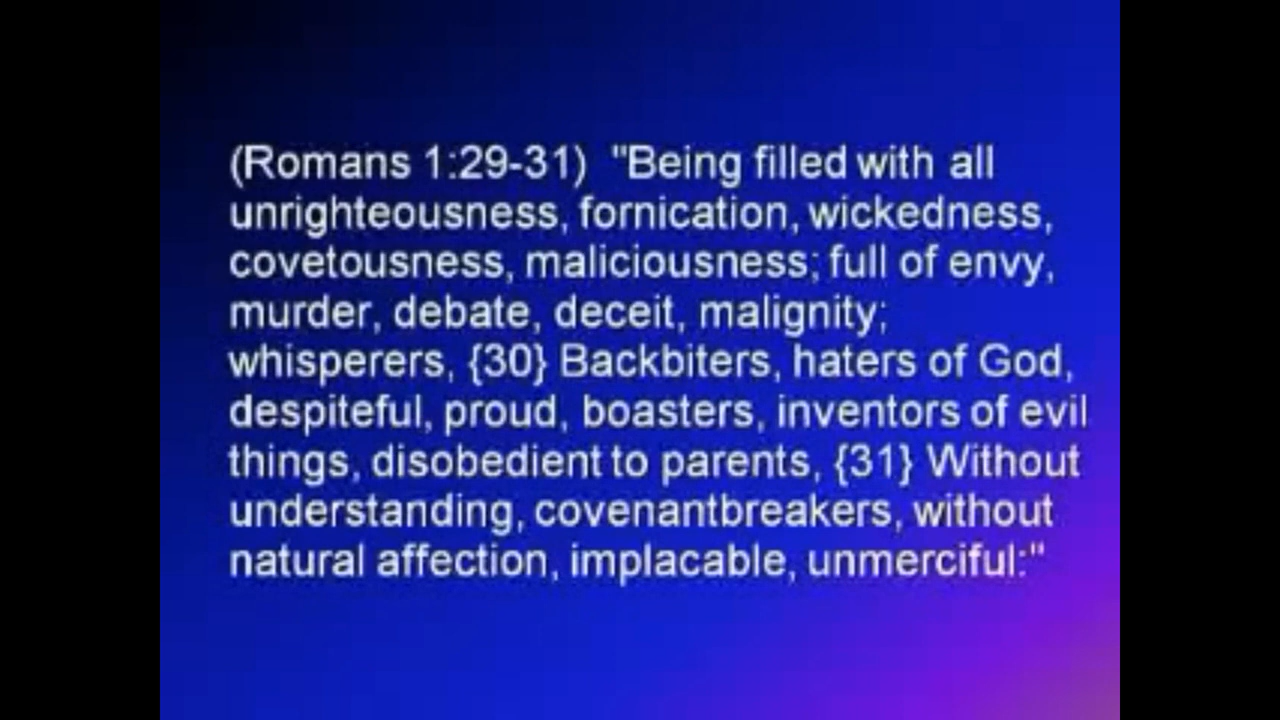 (Romans 1:29-31) "Being filled with all
unrighteousness, fornication, wickedness,
covetousness, maliciousness; full of envy,
murder, debate, deceit, malignity;
whisperers, {30} Backbiters, haters of God,
despiteful, proud, boasters, inventors of evil
things, disobedient to parents, {31} Without
understanding, covenantbreakers, without
natural affection, implacable, unmerciful:"